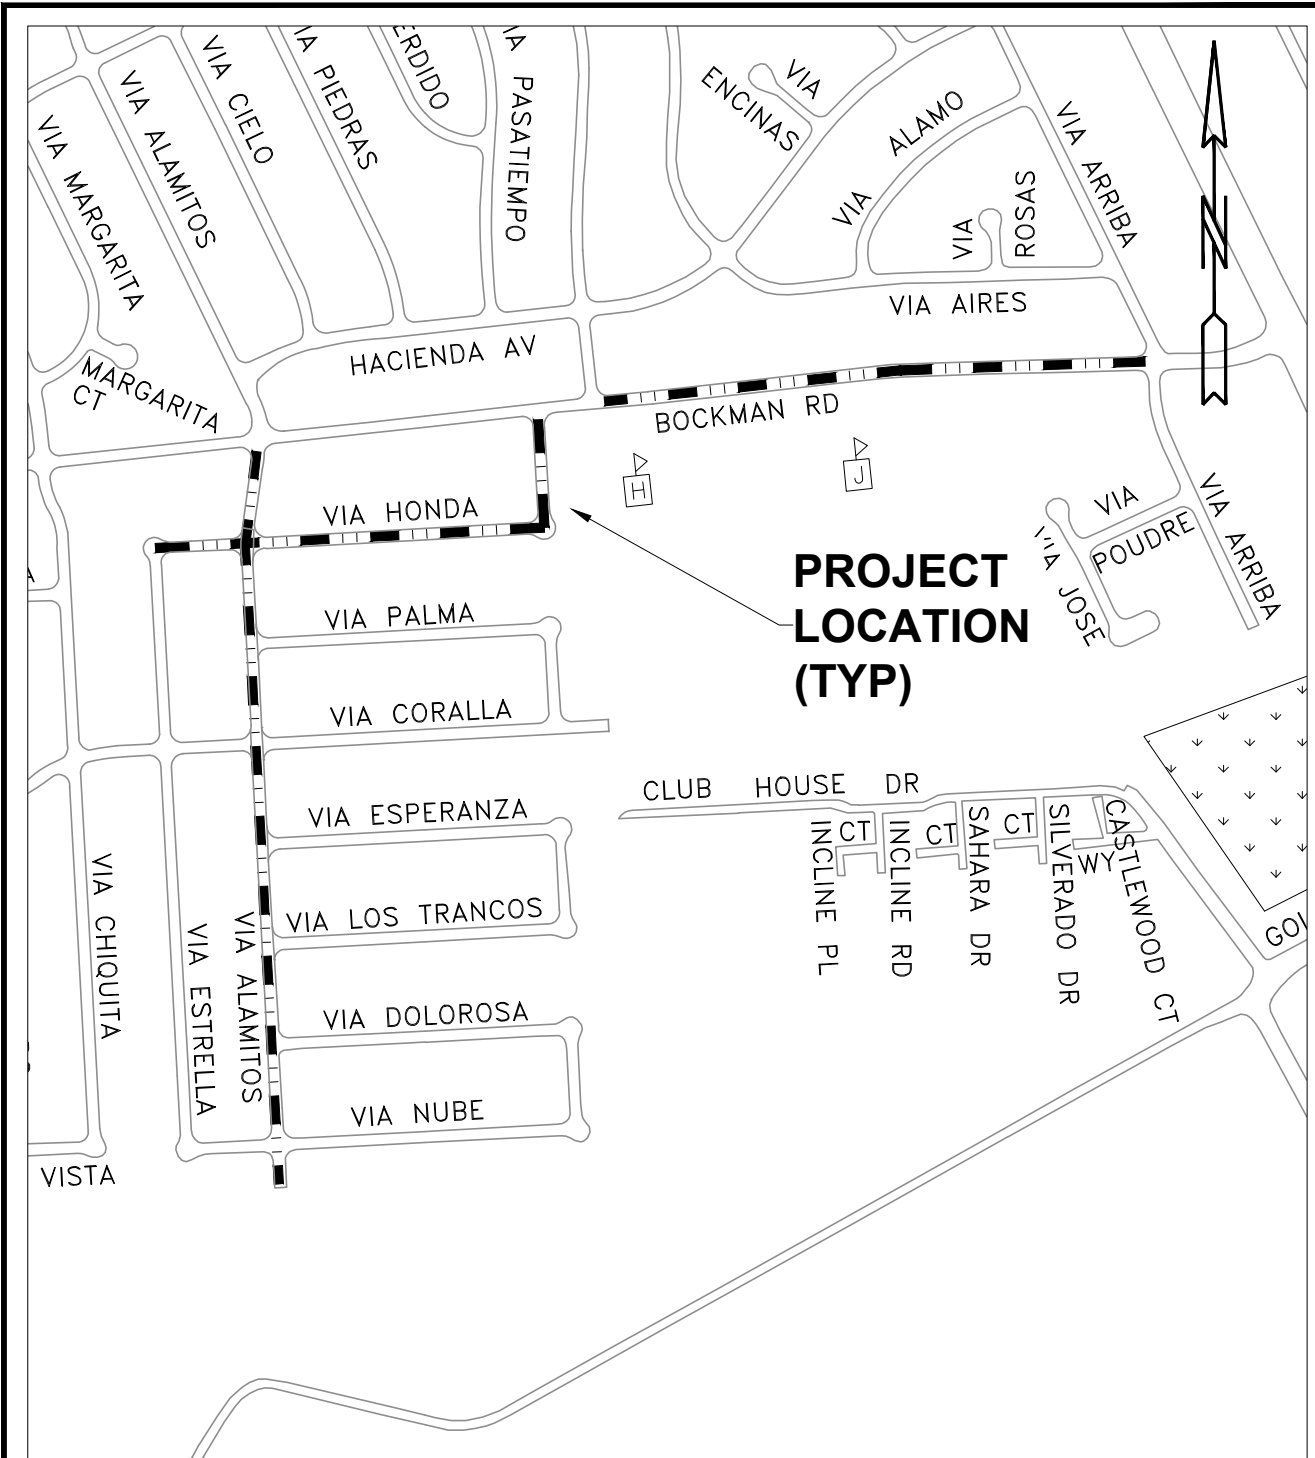 VIA MARGARITA
VIA ALAMITOS
VIA CIELO
VIA PIEDRAS
PASATIEMPO
VIA
ENCINAS
VIA ALAMO
VIA
ROSAS
VIA ARRIBA
N
VIA AIRES
HACIENDA AV
MARGARITA
CT
BOCKMAN RD
H
J
VIA HONDA
VIA
POUDRE
VIA ARRIBA
VIA JOSE
PROJECT
LOCATION
(TYP)
VIA PALMA
VIA CORALLA
CLUB HOUSE DR
VIA ESPERANZA
CT
CT
CT
WY
INCLINE PL
INCLINE RD
SAHARA DR
SILVERADO DR
CASTLEWOOD CT
VIA CHIQUITA
VIA ESTRELLA
VIA ALAMITOS
VIA LOS TRANCOS
VIA DOLOROSA
VIA NUBE
VISTA